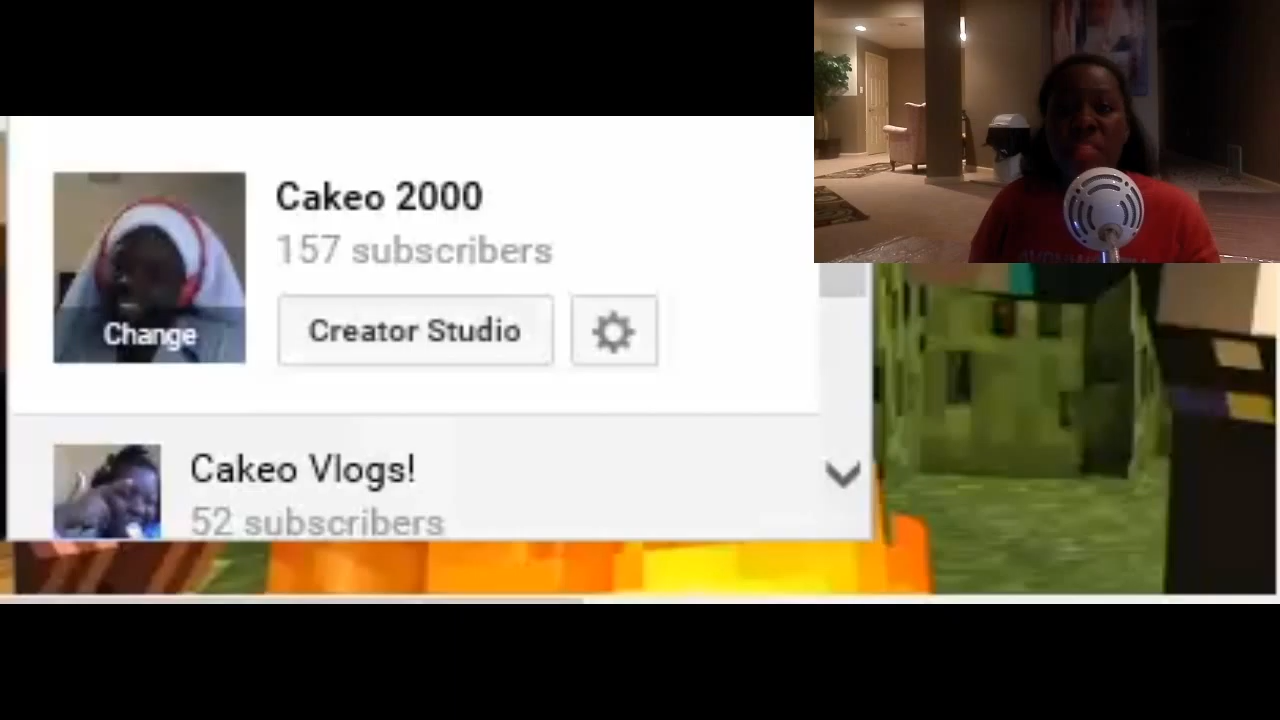 Cakeo 2000
157 subscribers
Change
Creator Studio
Cakeo Vlogs!
52 subscribers